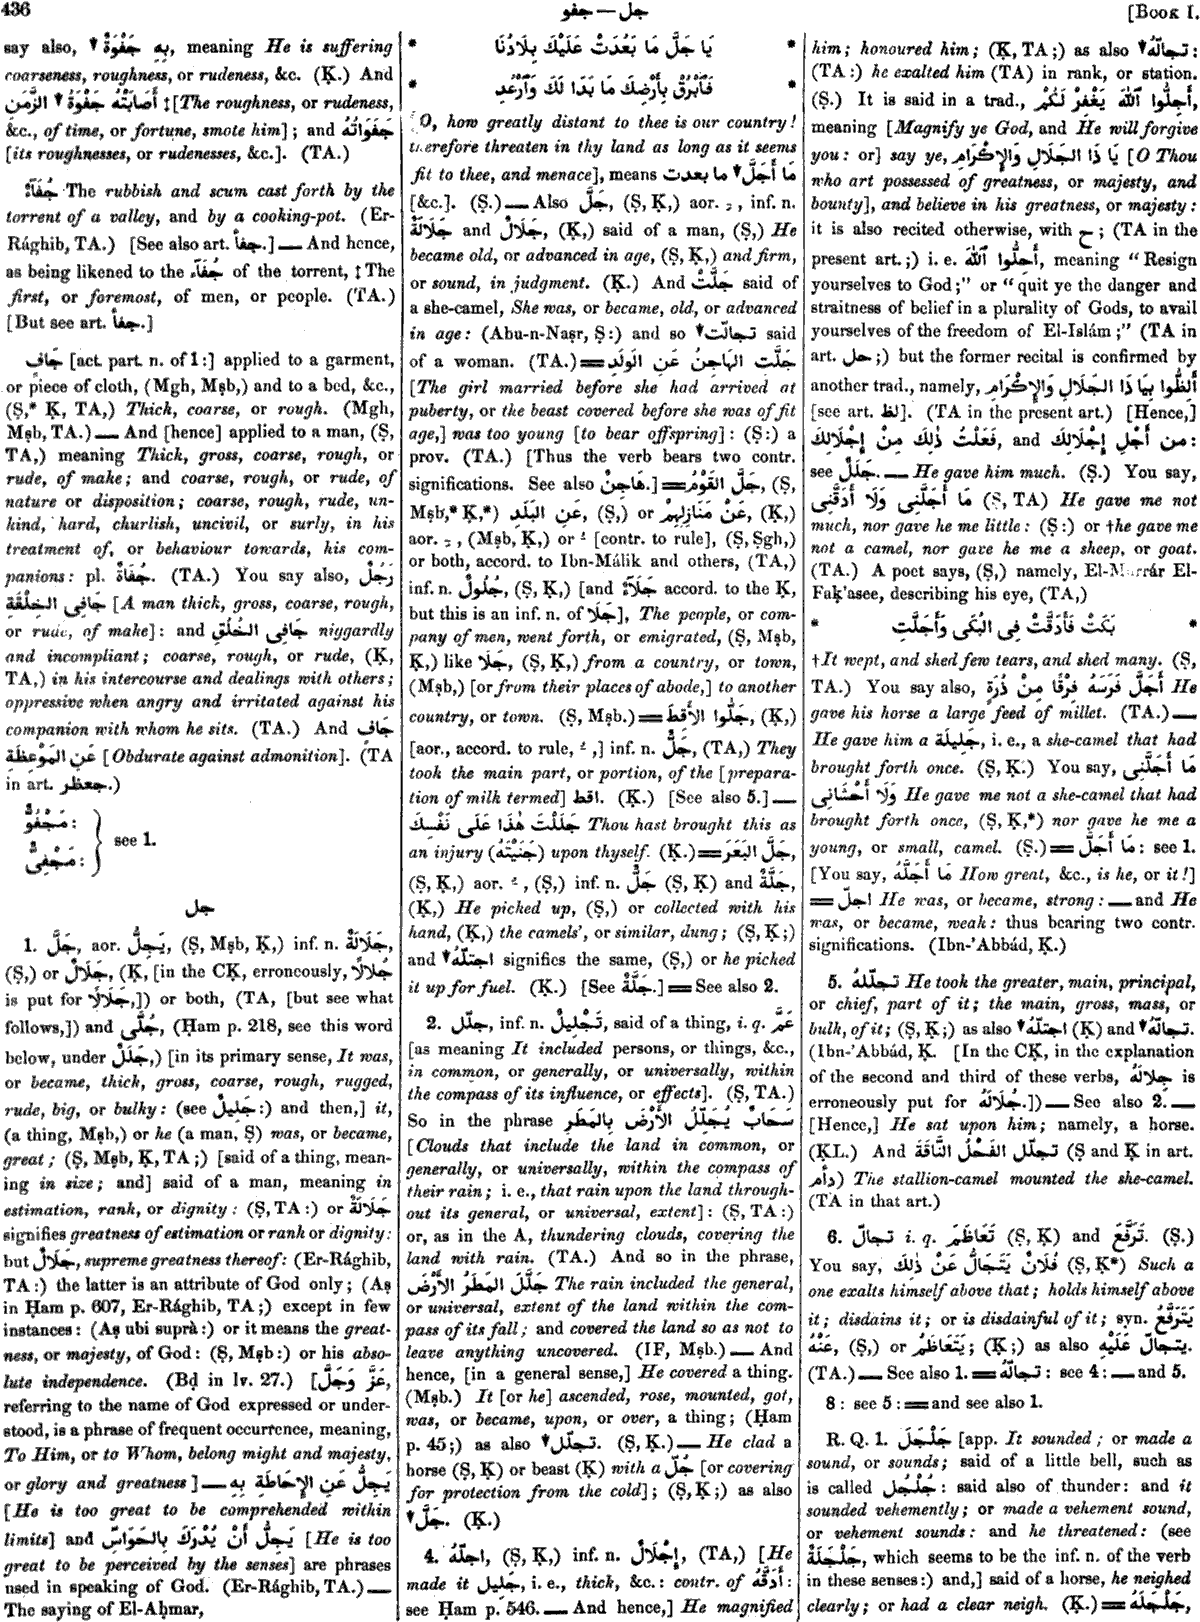 436
جل — جفو
[Book I.
say also, بِهِ جَفْوَةٌ ▼, meaning He is suffering
coarseness, roughness, or rudeness, &c. (Ḳ.) And
أَصَابَتْهُ جَفْوَةُ ▼ الزَّمَنِ ‡ [The roughness, or rudeness,
&c., of time, or fortune, smote him]; and جَفَوَاتُهُ
[its roughnesses, or rudenesses, &c.]. (TA.)
جُفَآءٌ The rubbish and scum cast forth by the
torrent of a valley, and by a cooking-pot. (Er-
Rághib, TA.) [See also art. جفأ.] — And hence,
as being likened to the جُفَآء of the torrent, ‡ The
first, or foremost, of men, or people. (TA.)
[But see art. جفأ.]
جَافٍ [act. part. n. of 1:] applied to a garment,
or piece of cloth, (Mgh, Mṣb,) and to a bed, &c.,
(Ṣ,* Ḳ, TA,) Thick, coarse, or rough. (Mgh,
Mṣb, TA.) — And [hence] applied to a man, (Ṣ,
TA,) meaning Thick, gross, coarse, rough, or
rude, of make; and coarse, rough, or rude, of
nature or disposition; coarse, rough, rude, un-
kind, hard, churlish, uncivil, or surly, in his
treatment of, or behaviour towards, his com-
panions: pl. جُفَاةٌ. (TA.) You say also, رَجُلٌ
جَافِى الخِلْقَةِ [A man thick, gross, coarse, rough,
or rude, of make]: and جَافِى الخُلُقِ niggardly
and incompliant; coarse, rough, or rude, (Ḳ,
TA,) in his intercourse and dealings with others;
oppressive when angry and irritated against his
companion with whom he sits. (TA.) And جَافٍ
عَنِ المَوْعِظَةِ [Obdurate against admonition]. (TA
in art. جعظر.)
مَجْفُوٌّ :
مَجْفِىٌّ :
} see 1.
جل
1. جَلَّ, aor. يَجِلُّ, (Ṣ, Mṣb, Ḳ,) inf. n. جَلَالَةٌ,
(Ṣ,) or جَلَالٌ, (Ḳ, [in the CḲ, erroneously, جُلَالًا
is put for جَلَالًا,]) or both, (TA, [but see what
follows,]) and جُلَّى, (Ḥam p. 218, see this word
below, under جَلَلٌ,) [in its primary sense, It was,
or became, thick, gross, coarse, rough, rugged,
rude, big, or bulky: (see جَلِيلٌ:) and then,] it,
(a thing, Mṣb,) or he (a man, Ṣ) was, or became,
great; (Ṣ, Mṣb, Ḳ, TA;) [said of a thing, mean-
ing in size; and] said of a man, meaning in
estimation, rank, or dignity: (Ṣ, TA:) or جَلَالَةٌ
signifies greatness of estimation or rank or dignity:
but جَلَالٌ, supreme greatness thereof: (Er-Rághib,
TA:) the latter is an attribute of God only; (Aṣ
in Ḥam p. 607, Er-Rághib, TA;) except in few
instances: (Aṣ ubi suprà:) or it means the great-
ness, or majesty, of God: (Ṣ, Mṣb:) or his abso-
lute independence. (Bḍ in lv. 27.) [عَزَّ وَجَلَّ,
referring to the name of God expressed or under-
stood, is a phrase of frequent occurrence, meaning,
To Him, or to Whom, belong might and majesty,
or glory and greatness] — يَجِلُّ عَنِ الإِحَاطَةِ بِهِ
[He is too great to be comprehended within
limits] and يَجِلُّ أَنْ يُدْرَكَ بِالحَوَاسِّ [He is too
great to be perceived by the senses] are phrases
used in speaking of God. (Er-Rághib, TA.) —
The saying of El-Aḥmar,
* يَا جَلَّ مَا بَعُدَتْ عَلَيْكَ بِلَادُنَا *
* فَٱبْرُقْ بِأَرْضِكَ مَا بَدَا لَكَ وَٱرْعُدِ *
[O, how greatly distant to thee is our country!
therefore threaten in thy land as long as it seems
fit to thee, and menace], means مَا أَجَلَّ ▼ ما بعدت
[&c.]. (Ṣ.) — Also جَلَّ, (Ṣ, Ḳ,) aor. ـِ, inf. n.
جَلَالَةٌ and جَلَالٌ, (Ḳ,) said of a man, (Ṣ,) He
became old, or advanced in age, (Ṣ, Ḳ,) and firm,
or sound, in judgment. (Ḳ.) And جَلَّتْ said of
a she-camel, She was, or became, old, or advanced
in age: (Abu-n-Naṣr, Ṣ:) and so تجالّت ▼ said
of a woman. (TA.) = جَلَّت الهَاجِنُ عَنِ الوَلَدِ
[The girl married before she had arrived at
puberty, or the beast covered before she was of fit
age,] was too young [to bear offspring]: (Ṣ:) a
prov. (TA.) [Thus the verb bears two contr.
significations. See also هَاجِنٌ.] = جَلَّ القَوْمُ, (Ṣ,
Mṣb,* Ḳ,*) عَنِ البَلَدِ, (Ṣ,) or عَنْ مَنَازِلِهِمْ, (Ḳ,)
aor. ـِ, (Mṣb, Ḳ,) or ـُ [contr. to rule], (Ṣ, Ṣgh,)
or both, accord. to Ibn-Málik and others, (TA,)
inf. n. جُلُولٌ, (Ṣ, Ḳ,) [and جَلَآءٌ accord. to the Ḳ,
but this is an inf. n. of جَلَا], The people, or com-
pany of men, went forth, or emigrated, (Ṣ, Mṣb,
Ḳ,) like جَلَا, (Ṣ, Ḳ,) from a country, or town,
(Mṣb,) [or from their places of abode,] to another
country, or town. (Ṣ, Mṣb.) = جَلُّوا الأَقِطَ, (Ḳ,)
[aor., accord. to rule, ـُ,] inf. n. جَلٌّ, (TA,) They
took the main part, or portion, of the [prepara-
tion of milk termed] اقط. (Ḳ.) [See also 5.] —
جَلَلْتَ هٰذَا عَلَى نَفْسِكَ Thou hast brought this as
an injury (جَنَيْتَهُ) upon thyself. (Ḳ.) = جَلَّ البَعَرَ,
(Ṣ, Ḳ,) aor. ـُ, (Ṣ,) inf. n. جَلٌّ (Ṣ, Ḳ) and جَلَّةٌ,
(Ḳ,) He picked up, (Ṣ,) or collected with his
hand, (Ḳ,) the camels', or similar, dung; (Ṣ, Ḳ;)
and اجتلّهُ ▼ signifies the same, (Ṣ,) or he picked
it up for fuel. (Ḳ.) [See جَلَّةٌ.] = See also 2.
2. جلّل, inf. n. تَجْلِيلٌ, said of a thing, i. q. عَمَّ
[as meaning It included persons, or things, &c.,
in common, or generally, or universally, within
the compass of its influence, or effects]. (Ṣ, TA.)
So in the phrase سَحَابٌ يُجَلِّلُ الأَرْضَ بِالمَطَرِ
[Clouds that include the land in common, or
generally, or universally, within the compass of
their rain; i. e., that rain upon the land through-
out its general, or universal, extent]: (Ṣ, TA:)
or, as in the A, thundering clouds, covering the
land with rain. (TA.) And so in the phrase,
جَلَّلَ المَطَرُ الأَرْضَ The rain included the general,
or universal, extent of the land within the com-
pass of its fall; and covered the land so as not to
leave anything uncovered. (IF, Mṣb.) — And
hence, [in a general sense,] He covered a thing.
(Mṣb.) It [or he] ascended, rose, mounted, got,
was, or became, upon, or over, a thing; (Ḥam
p. 45;) as also تجلّل ▼. (Ṣ, Ḳ.) — He clad a
horse (Ṣ, Ḳ) or beast (Ḳ) with a جُلّ [or covering
for protection from the cold]; (Ṣ, Ḳ;) as also
جَلَّ ▼. (Ḳ.)
4. اجلّهُ, (Ṣ, Ḳ,) inf. n. إِجْلَالٌ, (TA,) [He
made it جَلِيل, i. e., thick, &c.: contr. of أَدَقَّهُ:
see Ḥam p. 546. — And hence,] He magnified
him; honoured him; (Ḳ, TA;) as also تجالّهُ ▼:
(TA:) he exalted him (TA) in rank, or station.
(Ṣ.) It is said in a trad., أَجِلُّوا ٱللّٰهَ يَغْفِرْ لَكُمْ,
meaning [Magnify ye God, and He will forgive
you: or] say ye, يَا ذَا الجَلَالِ وَالإِكْرَامِ [O Thou
who art possessed of greatness, or majesty, and
bounty], and believe in his greatness, or majesty:
it is also recited otherwise, with ح; (TA in the
present art.;) i. e. أَحِلُّوا ٱللّٰهَ, meaning "Resign
yourselves to God;" or "quit ye the danger and
straitness of belief in a plurality of Gods, to avail
yourselves of the freedom of El-Islám;" (TA in
art. حل;) but the former recital is confirmed by
another trad., namely, أَلِظُّوا بِيَا ذَا الجَلَالِ وَالإِكْرَامِ
[see art. لظ]. (TA in the present art.) [Hence,]
فَعَلْتُ ذٰلِكَ مِنْ إِجْلَالِكَ, and من أَجْلِ إِجْلَالِكَ:
see جَلَلٌ. — He gave him much. (Ṣ.) You say,
مَا أَجَلَّنِى وَلَا أَدَقَّنِى (Ṣ, TA) He gave me not
much, nor gave he me little: (Ṣ:) or †he gave me
not a camel, nor gave he me a sheep, or goat.
(TA.) A poet says, (Ṣ,) namely, El-Marrár El-
Faḳ'asee, describing his eye, (TA,)
* بَكَتْ فَأَدَقَّتْ فِى البُكَى وَأَجَلَّتِ *
†It wept, and shed few tears, and shed many. (Ṣ,
TA.) You say also, أَجَلَّ فَرَسَهُ فِرْقًا مِنْ ذُرَةٍ He
gave his horse a large feed of millet. (TA.) —
He gave him a جَلِيلَة, i. e., a she-camel that had
brought forth once. (Ṣ, Ḳ.) You say, مَا أَجَلَّنِى
وَلَا أَحْشَانِى He gave me not a she-camel that had
brought forth once, (Ṣ, Ḳ,*) nor gave he me a
young, or small, camel. (Ṣ.) = مَا أَجَلَّ: see 1.
[You say, مَا أَجَلَّهُ How great, &c., is he, or it!]
= اجلّ He was, or became, strong: — and He
was, or became, weak: thus bearing two contr.
significations. (Ibn-'Abbád, Ḳ.)
5. تجلّلهُ He took the greater, main, principal,
or chief, part of it; the main, gross, mass, or
bulk, of it; (Ṣ, Ḳ;) as also اجتلّهُ ▼ (Ḳ) and تجالّهُ ▼.
(Ibn-'Abbád, Ḳ. [In the CḲ, in the explanation
of the second and third of these verbs, جِلَالَهُ is
erroneously put for جُلَالَهُ.]) — See also 2. —
[Hence,] He sat upon him; namely, a horse.
(KL.) And تجلّل الفَحْلُ النَّاقَةَ (Ṣ and Ḳ in art.
دأم) The stallion-camel mounted the she-camel.
(TA in that art.)
6. تجالّ i. q. تَعَاظَمَ (Ṣ, Ḳ) and تَرَفَّعَ. (Ṣ.)
You say, فُلَانٌ يَتَجَالُّ عَنْ ذٰلِكَ (Ṣ, Ḳ*) Such a
one exalts himself above that; holds himself above
it; disdains it; or is disdainful of it; syn. يَتَرَفَّعُ
عَنْهُ, (Ṣ,) or يَتَعَاظَمُ; (Ḳ;) as also يتجالّ عَلَيْهِ.
(TA.) — See also 1. = تجالّهُ: see 4: — and 5.
8: see 5: = and see also 1.
R. Q. 1. جَلْجَلَ [app. It sounded; or made a
sound, or sounds; said of a little bell, such as
is called جُلْجُل: said also of thunder: and it
sounded vehemently; or made a vehement sound,
or vehement sounds: and he threatened: (see
جَلْجَلَةٌ, which seems to be the inf. n. of the verb
in these senses:) and,] said of a horse, he neighed
clearly; or had a clear neigh. (Ḳ.) = جَلْجَلَهُ,